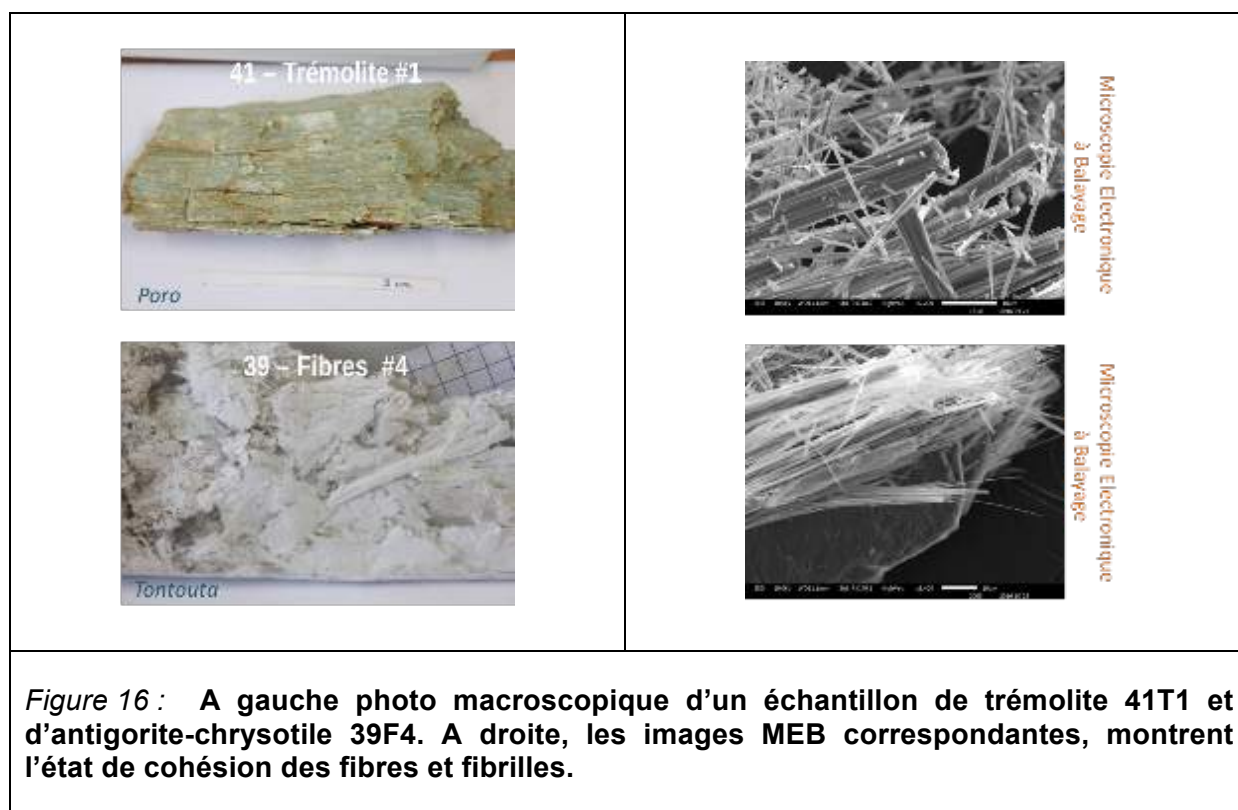 41 – Trémolite #1
3 cm
Poro
Microscopie Electronique
à Balayage
39 – Fibres #4
Tontouta
Microscopie Electronique
à Balayage
Figure 16 : A gauche photo macroscopique d’un échantillon de trémolite 41T1 et
d’antigorite-chrysotile 39F4. A droite, les images MEB correspondantes, montrent
l’état de cohésion des fibres et fibrilles.